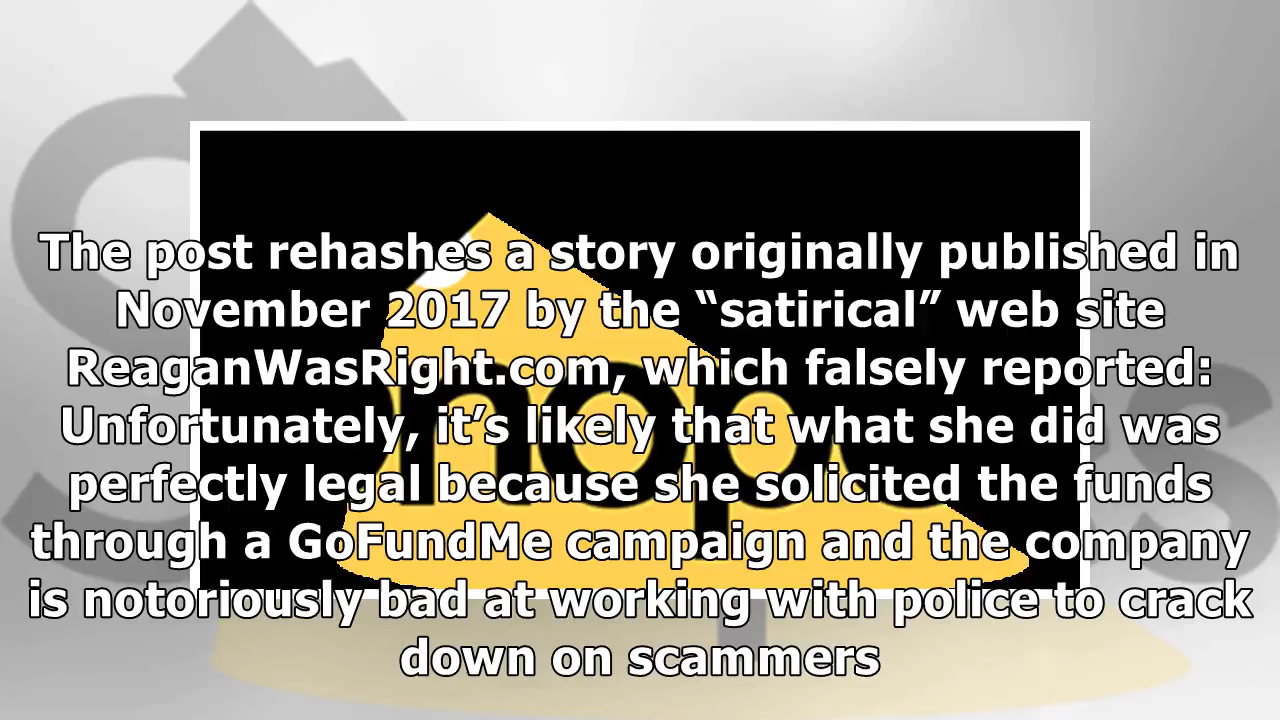 The post rehashes a story originally published in
November 2017 by the “satirical” web site
ReaganWasRight.com, which falsely reported:
Unfortunately, it’s likely that what she did was
perfectly legal because she solicited the funds
through a GoFundMe campaign and the company
is notoriously bad at working with police to crack
down on scammers